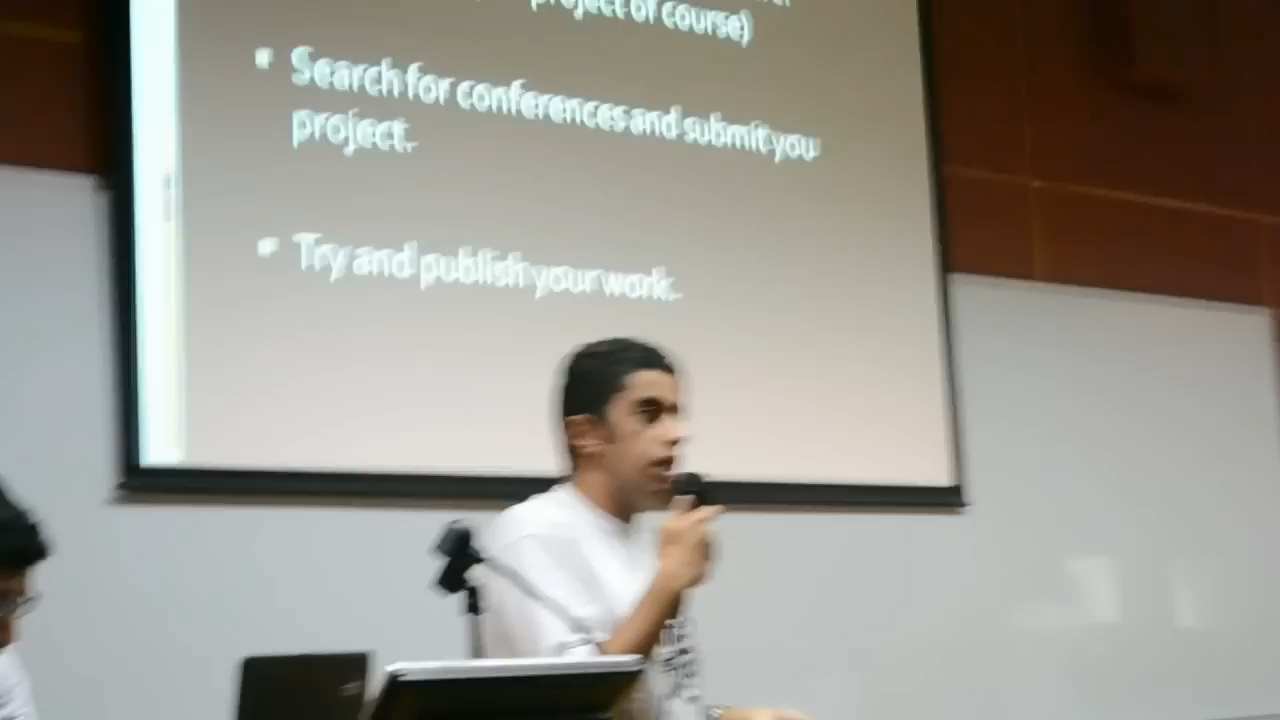 project of course)
Search for conferences and submit you
project.
Try and publish your work.